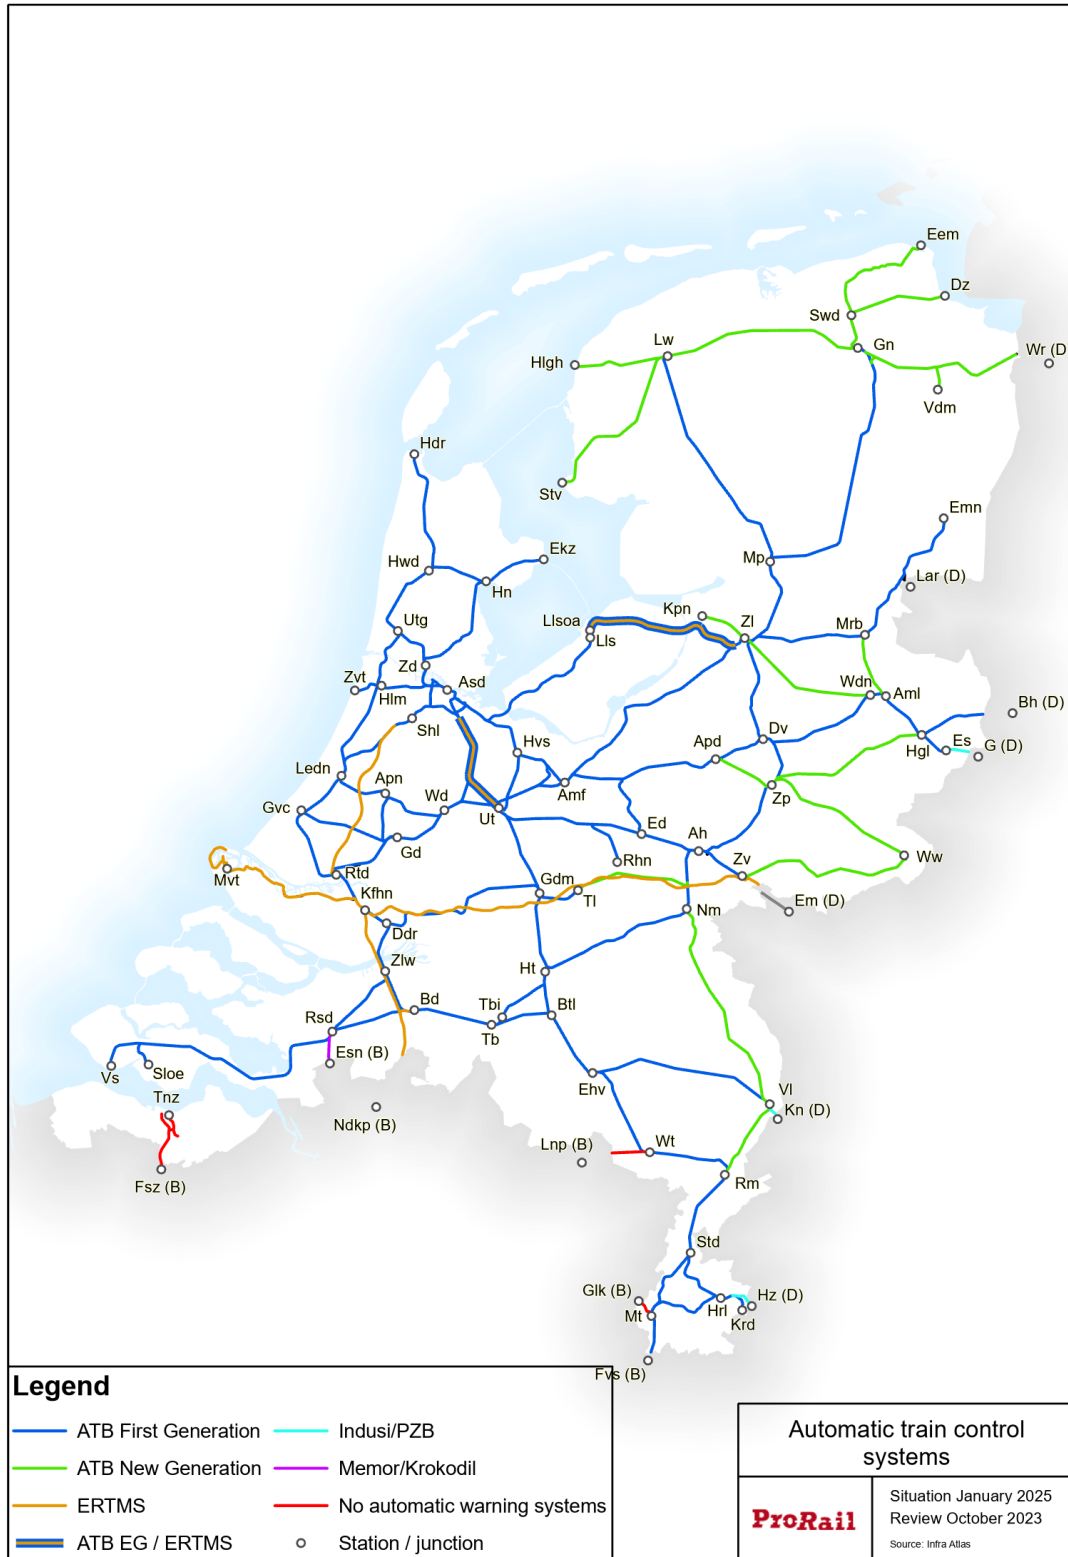 Eem
Dz
Swd
Gn
Lw
Wr (D
Hlgh
Vdm
Hdr
Stv
Emn
Ekz
Mp
Hwd
Hn
Lar (D)
Kpn
Llsoa
Zl
Mrb
Utg
Lls
Zd
Zvt
Asd
Wdn
Hlm
Aml
Bh (D)
Shl
Dv
Hvs
Apd
Hgl
Es
G (D)
Ledn
Apn
Wd
Amf
Zp
Gvc
Ut
Ed
Ah
Gd
Rhn
Zv
Ww
Mvt
Rtd
Gdm
Kfhn
Tl
Em (D)
Nm
Ddr
Zlw
Ht
Bd
Tbi
Btl
Rsd
Tb
Esn (B)
Vs
Sloe
Ehv
Vl
Tnz
Kn (D)
Ndkp (B)
Lnp (B)
Wt
Fsz (B)
Rm
Std
Glk (B)
Hz (D)
Mt
Hrl
Krd
Fvs (B)
Legend
ATB First Generation
Indusi/PZB
ATB New Generation
Memor/Krokodil
ERTMS
No automatic warning systems
ATB EG / ERTMS
Station / junction
Automatic train control
systems
ProRail
Situation January 2025
Review October 2023
Source: Infra Atlas